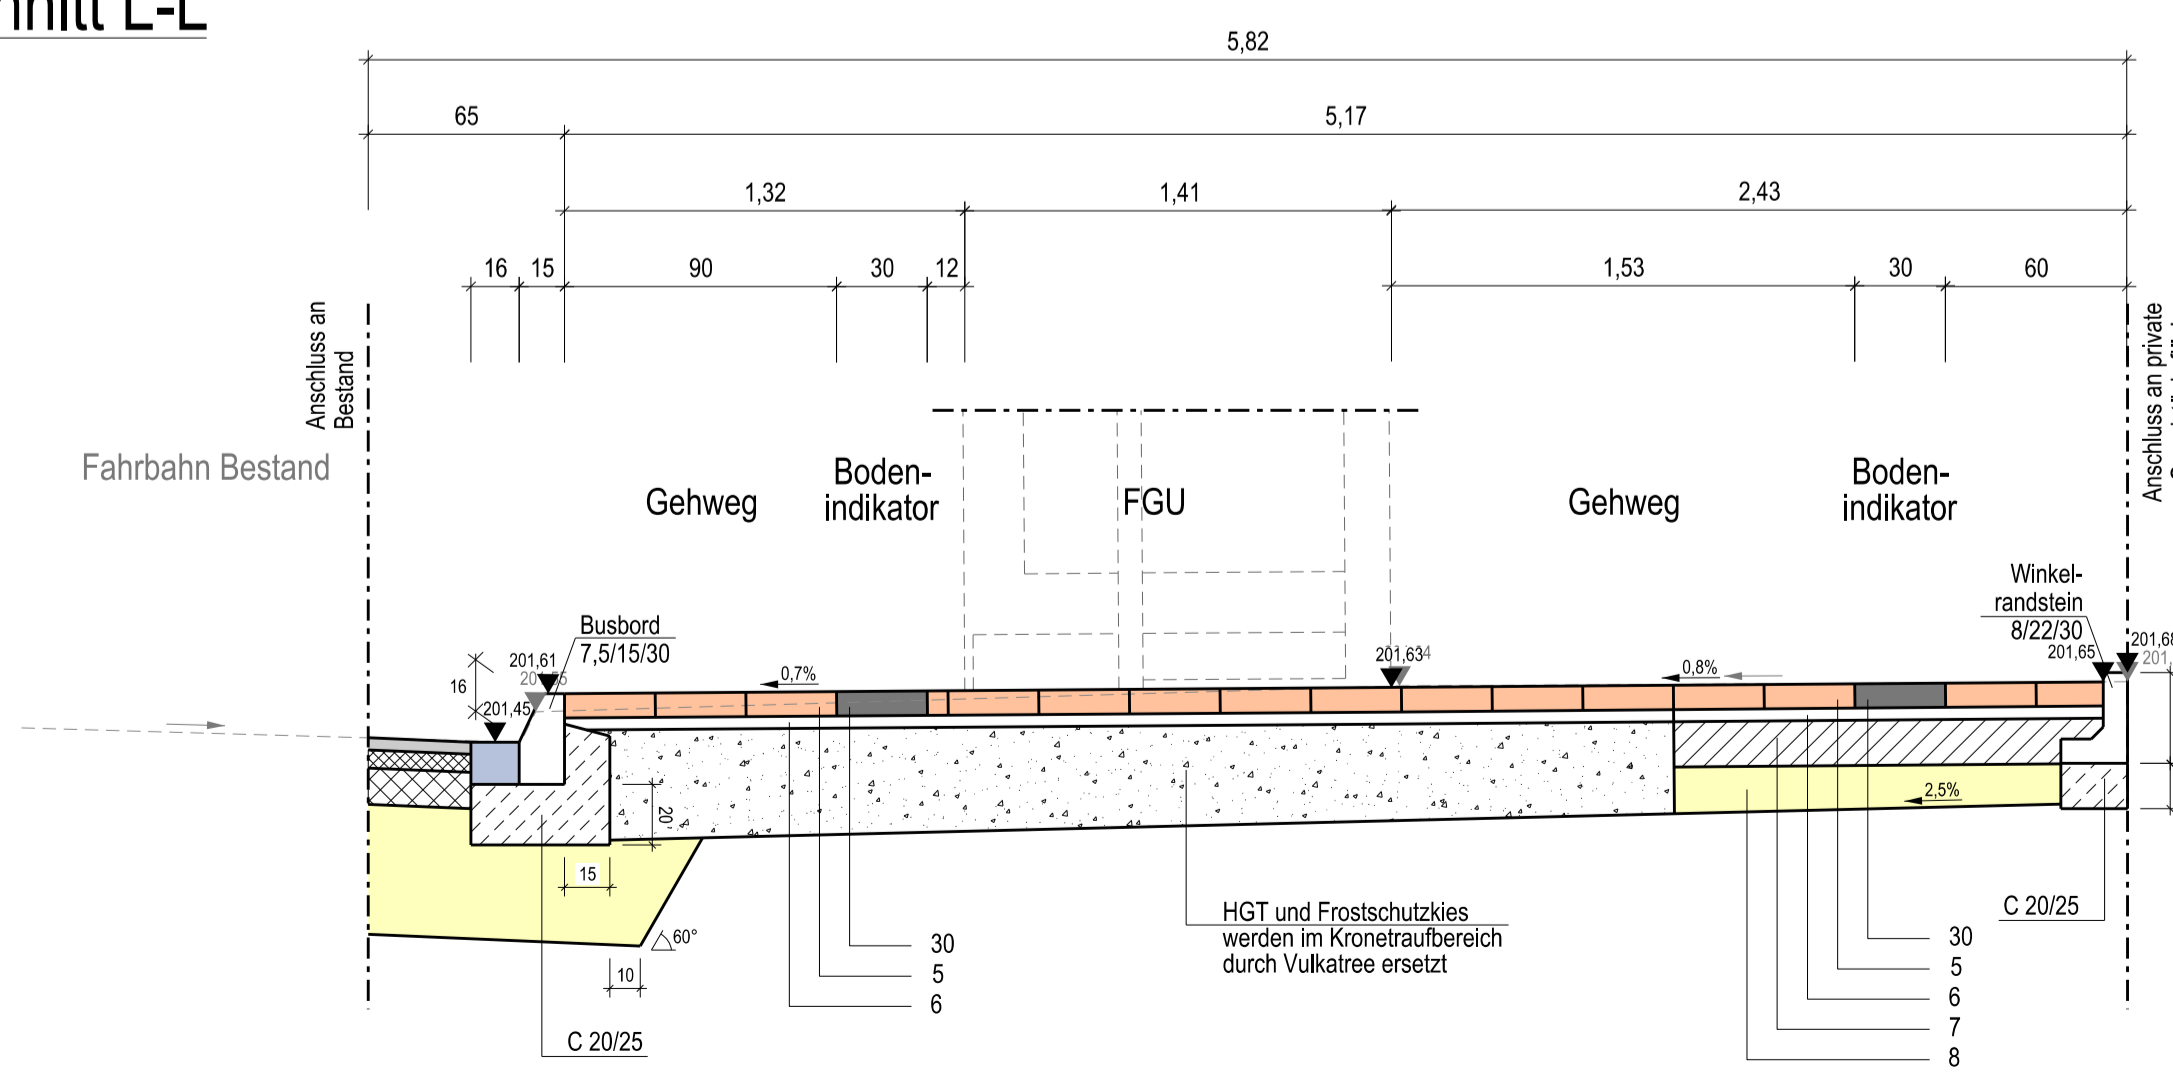 5,82
65
5,17
1,32
1,41
2,43
16
15
90
30
12
1,53
30
60
Anschluss an
Bestand
Anschluss an private
Fahrbahn Bestand
Gehweg
Boden-
indikator
FGU
Gehweg
Boden-
indikator
Busbord
7,5/15/30
Winkel-
randstein
8/22/30
201,61
201,45
16
0,7%
201,63
0,8%
201,65
201,68
2,5%
20
15
10
60°
C 20/25
30
5
6
HGT und Frostschutzkies
werden im Kronetraufbereich
durch Vulkatree ersetzt
C 20/25
30
5
6
7
8